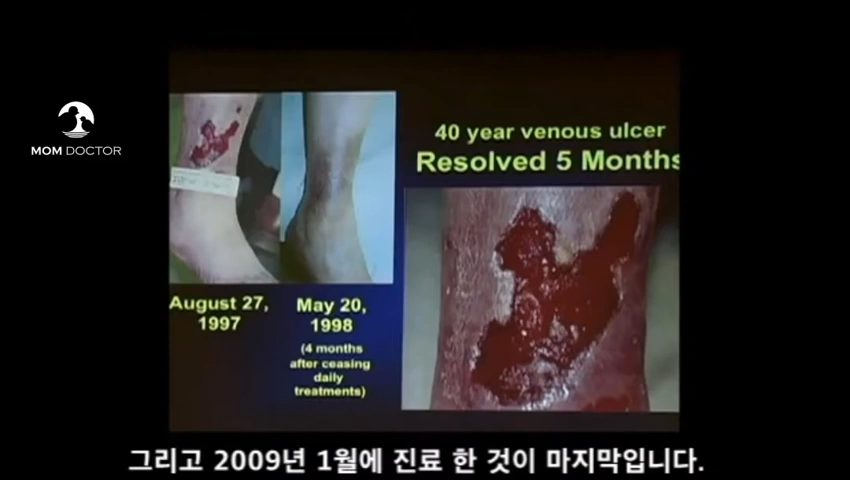 MOM DOCTOR
40 year venous ulcer
Resolved 5 Months
August 27,
1997
May 20,
1998
(4 months
after ceasing
daily
treatments)
그리고 2009년 1월에 진료 한 것이 마지막입니다.